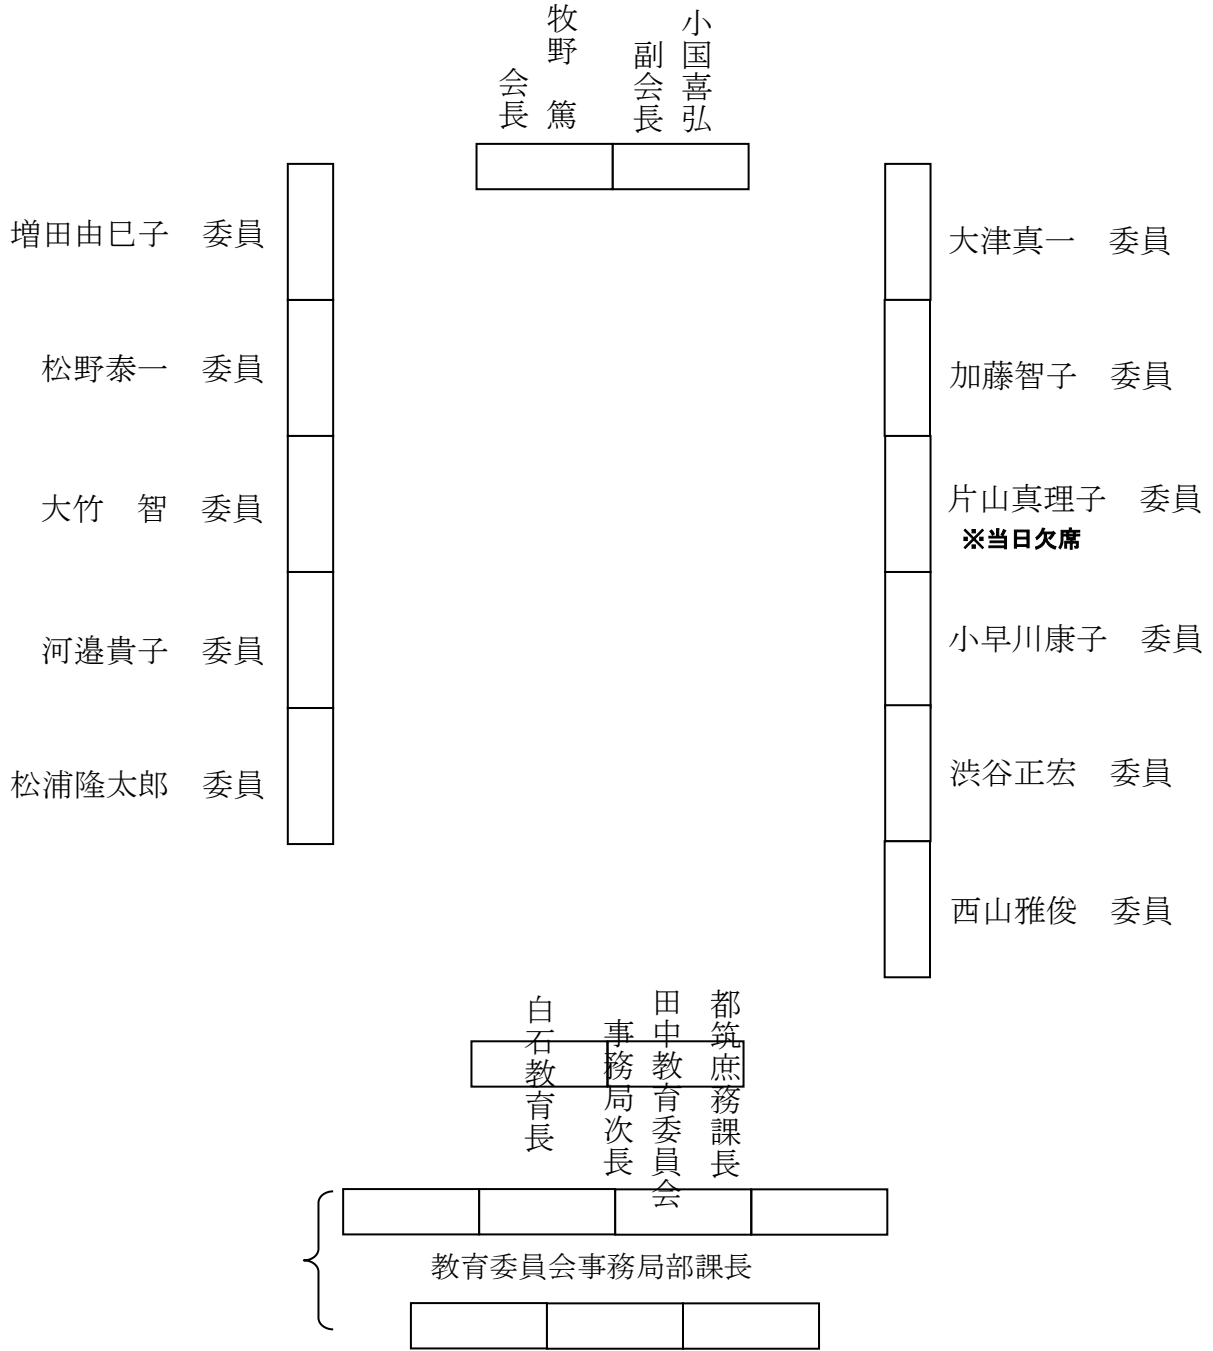 小国喜弘
副会長
牧野　篤
会長
増田由巳子　委員
松野泰一　委員
大竹　智　委員
河邉貴子　委員
松浦隆太郎　委員
大津真一　委員
加藤智子　委員
片山真理子　委員
※当日欠席
小早川康子　委員
渋谷正宏　委員
西山雅俊　委員
都筑庶務課長
田中教育委員会
事務局次長
白石教育長
教育委員会事務局部課長